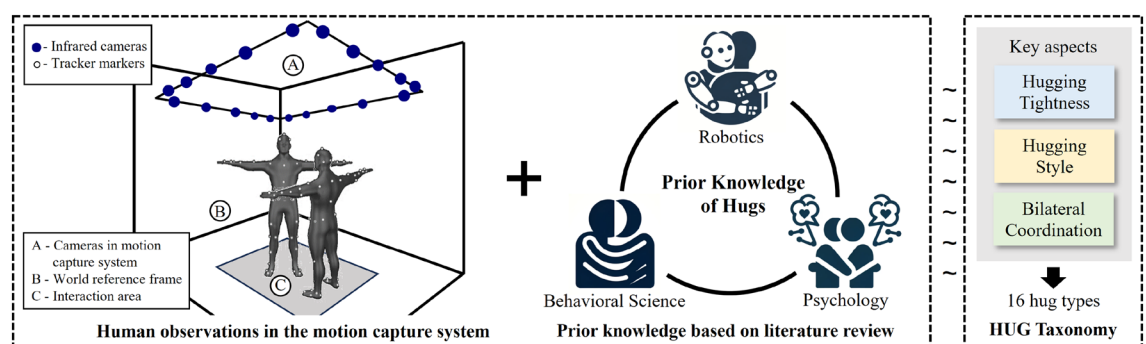 - Infrared cameras
- Tracker markers
A
B
C
A - Cameras in motion
capture system
B - World reference frame
C - Interaction area
Human observations in the motion capture system
+
Robotics
Prior Knowledge
of Hugs
Behavioral Science
Psychology
Prior knowledge based on literature review
~
~
~
~
~
~
~
Key aspects
Hugging
Tightness
Hugging
Style
Bilateral
Coordination
16 hug types
HUG Taxonomy